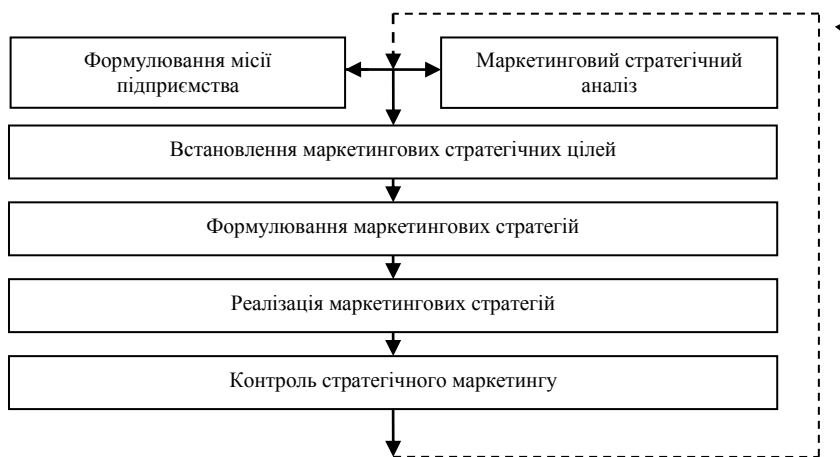 Формулювання місії
підприємства
Маркетинговий стратегічний
аналіз
Встановлення маркетингових стратегічних цілей
Формулювання маркетингових стратегій
Реалізація маркетингових стратегій
Контроль стратегічного маркетингу